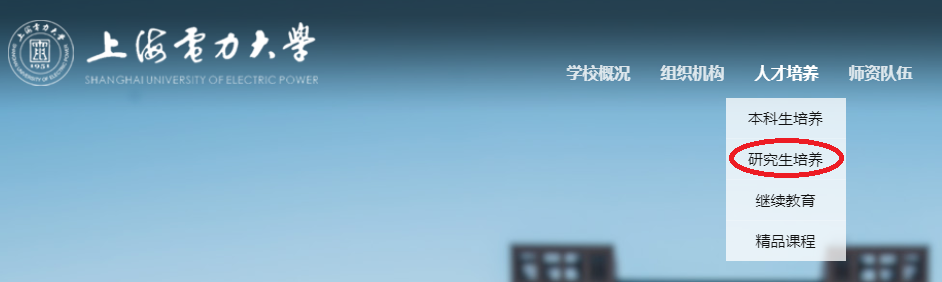 上海电力大学
SHANGHAI UNIVERSITY OF ELECTRIC POWER
学校概况 组织机构 人才培养 师资队伍
本科生培养
研究生培养
继续教育
精品课程